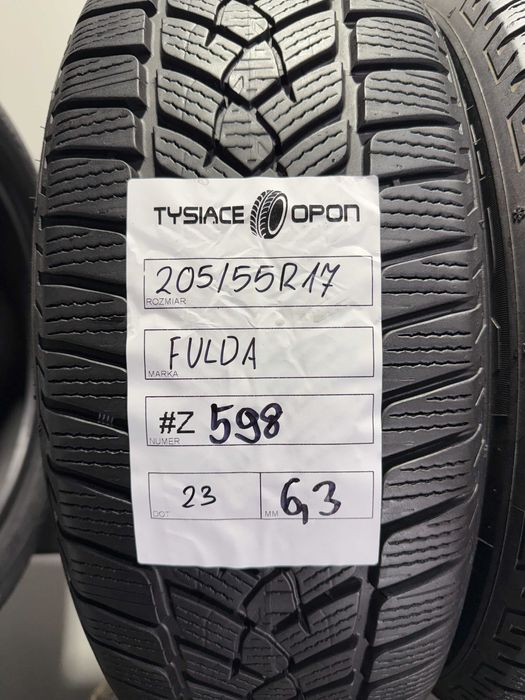 TYSIACE OPON
205/55R17
ROZMIAR
FULDA
MARKA
#Z 598
NUMER
23 6,3
DOT MM